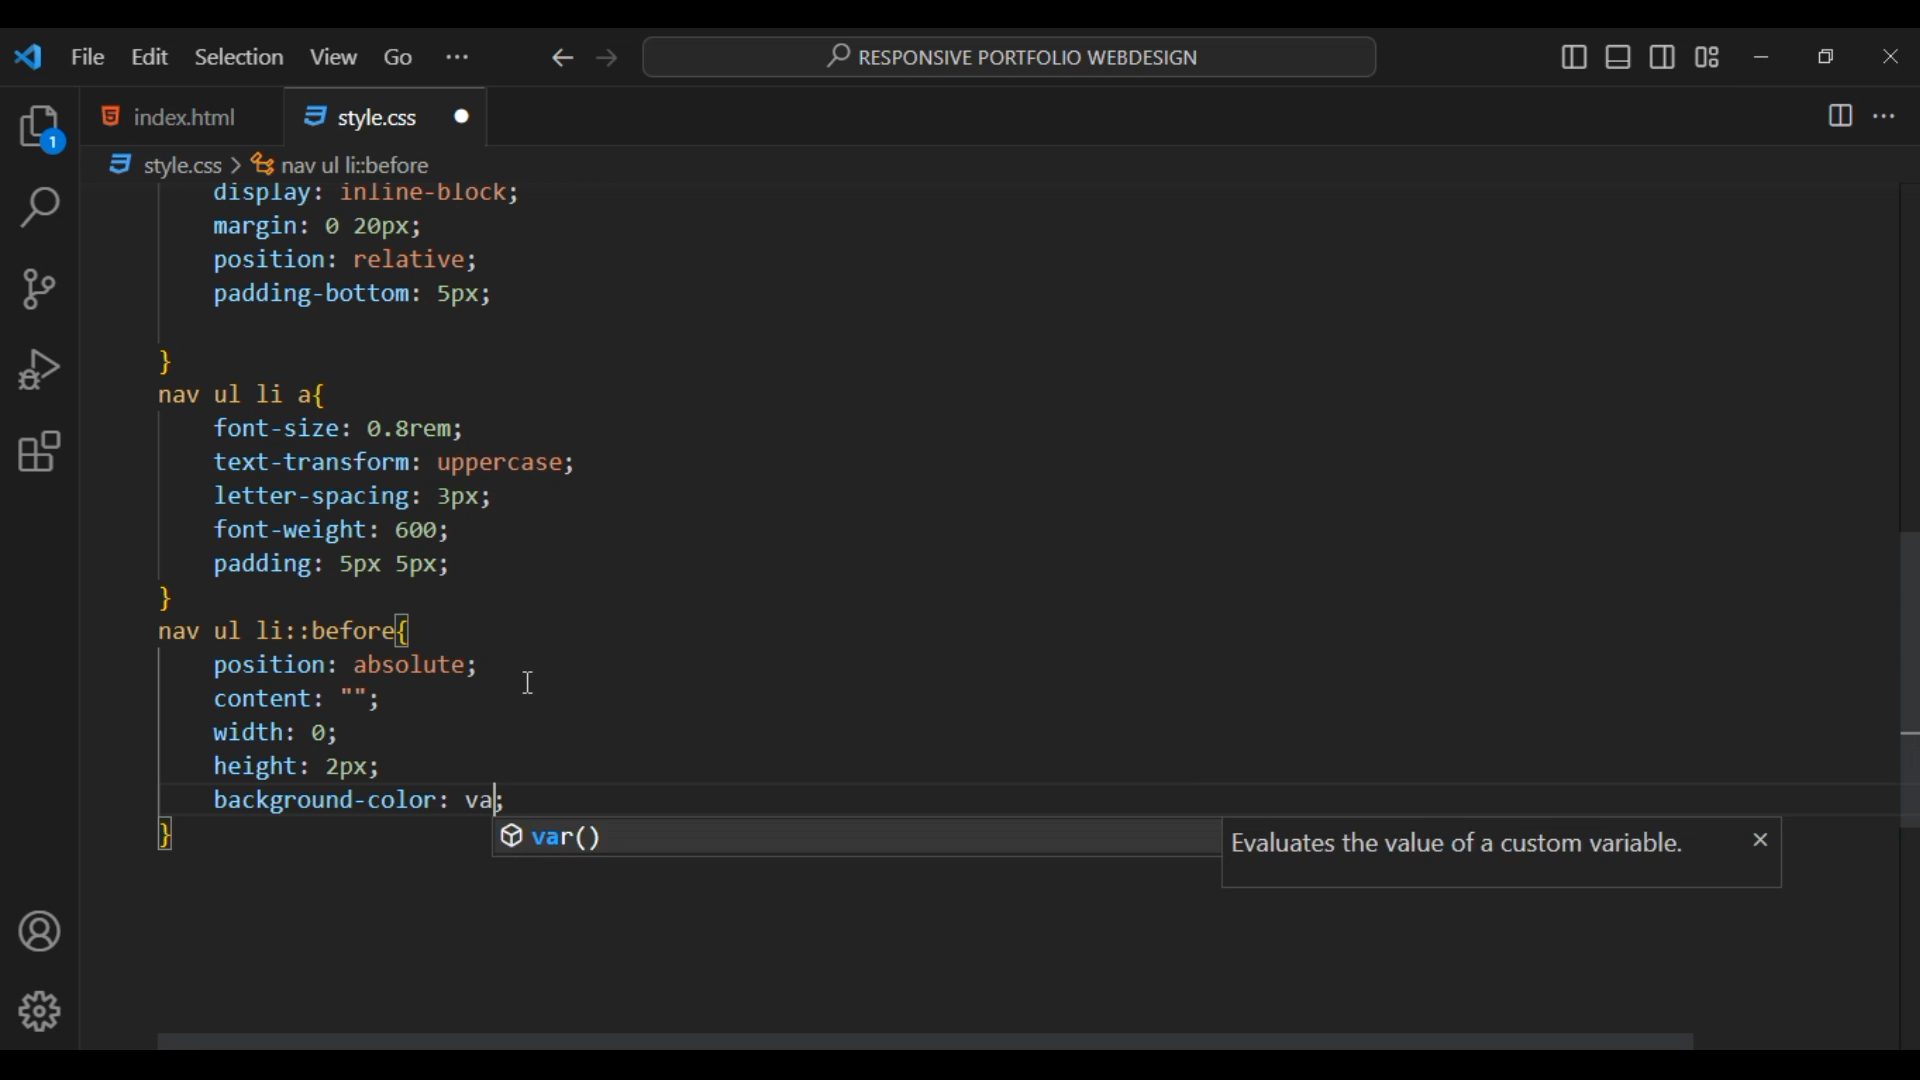 File Edit Selection View Go ···
RESPONSIVE PORTFOLIO WEBDESIGN
index.html style.css
style.css > nav ul li::before
display: inline-block;
margin: 0 20px;
position: relative;
padding-bottom: 5px;
}
nav ul li a{
font-size: 0.8rem;
text-transform: uppercase;
letter-spacing: 3px;
font-weight: 600;
padding: 5px 5px;
}
nav ul li::before{
position: absolute;
content: "";
width: 0;
height: 2px;
background-color: va;
}
var()
Evaluates the value of a custom variable.
1